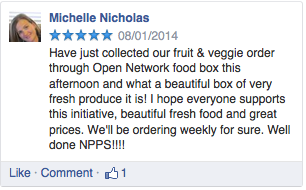 Michelle Nicholas
★★★★★ 08/01/2014
Have just collected our fruit & veggie order
through Open Network food box this
afternoon and what a beautiful box of very
fresh produce it is! I hope everyone supports
this initiative, beautiful fresh food and great
prices. We'll be ordering weekly for sure. Well
done NPPS!!!!
Like · Comment · 1